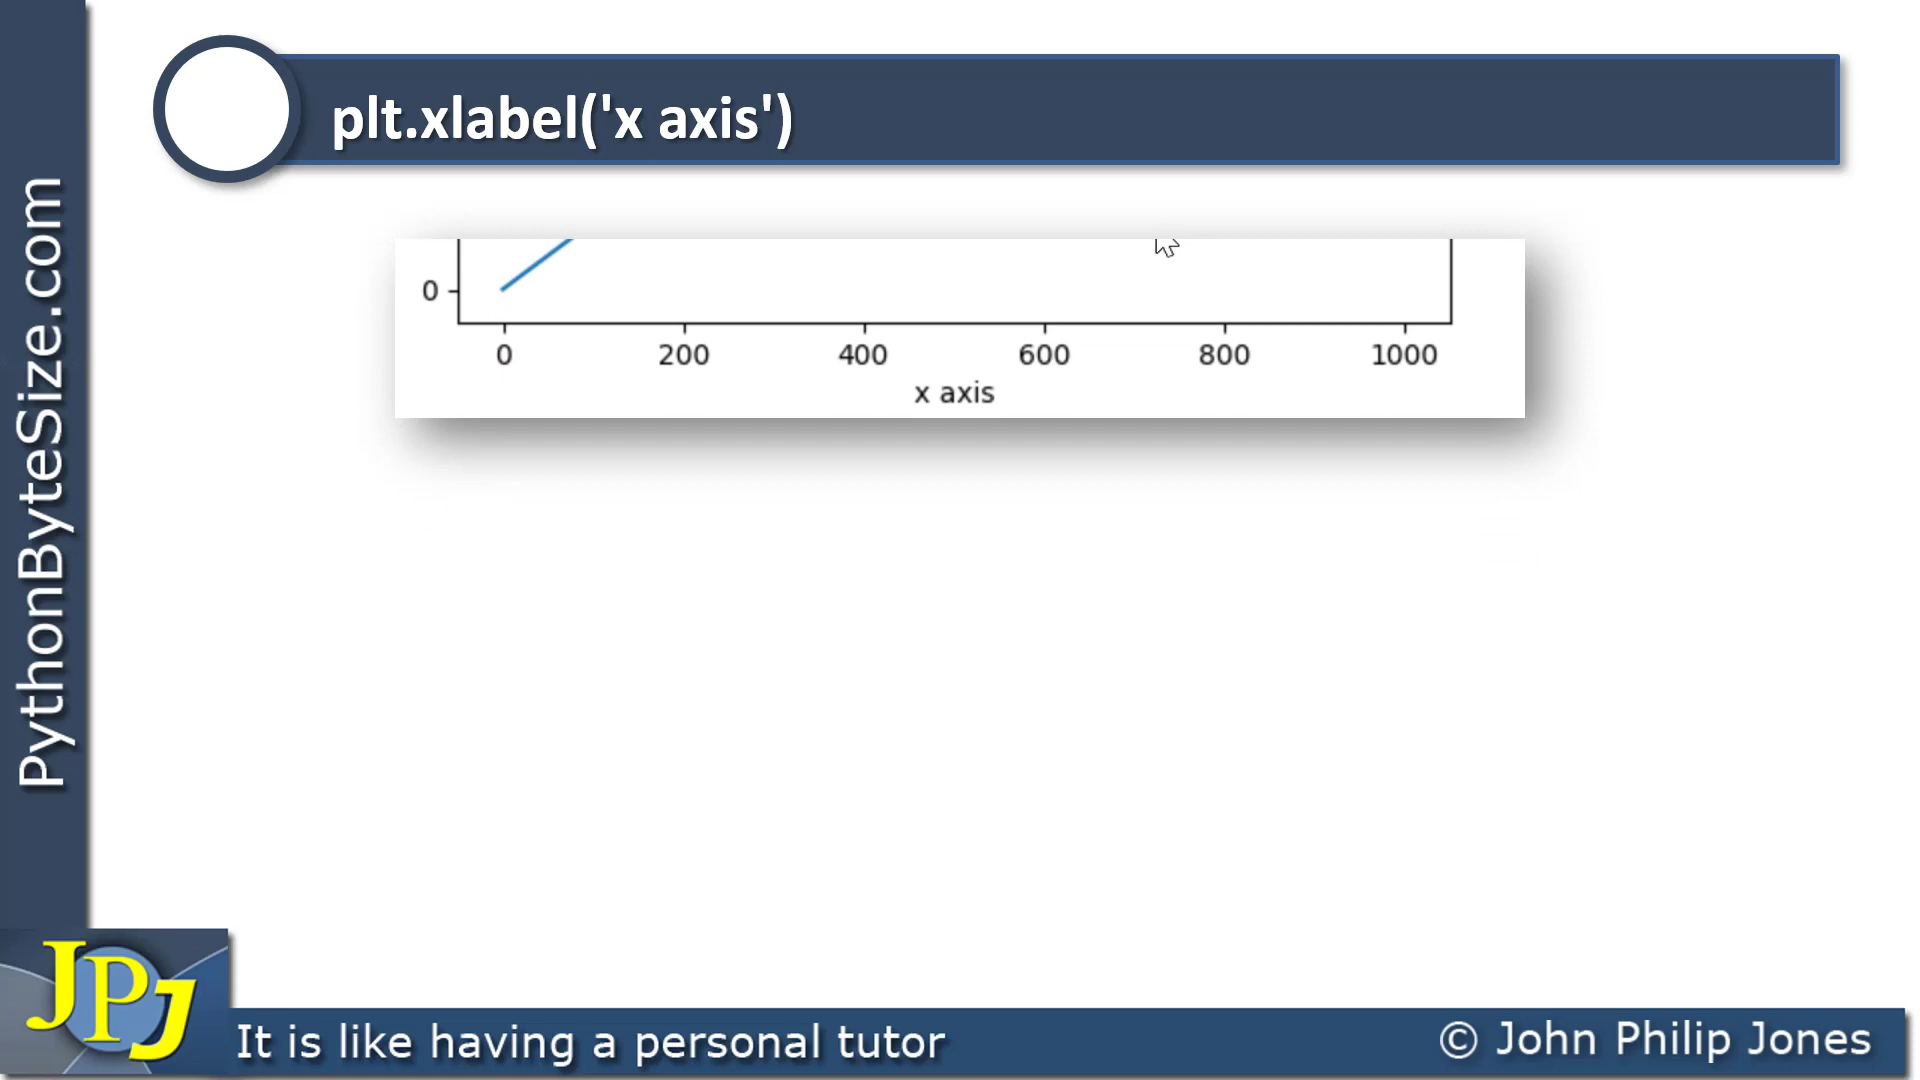 plt.xlabel('x axis')
0
0 200 400 600 800 1000
x axis
PythonByteSize.com
JPJ
It is like having a personal tutor
© John Philip Jones